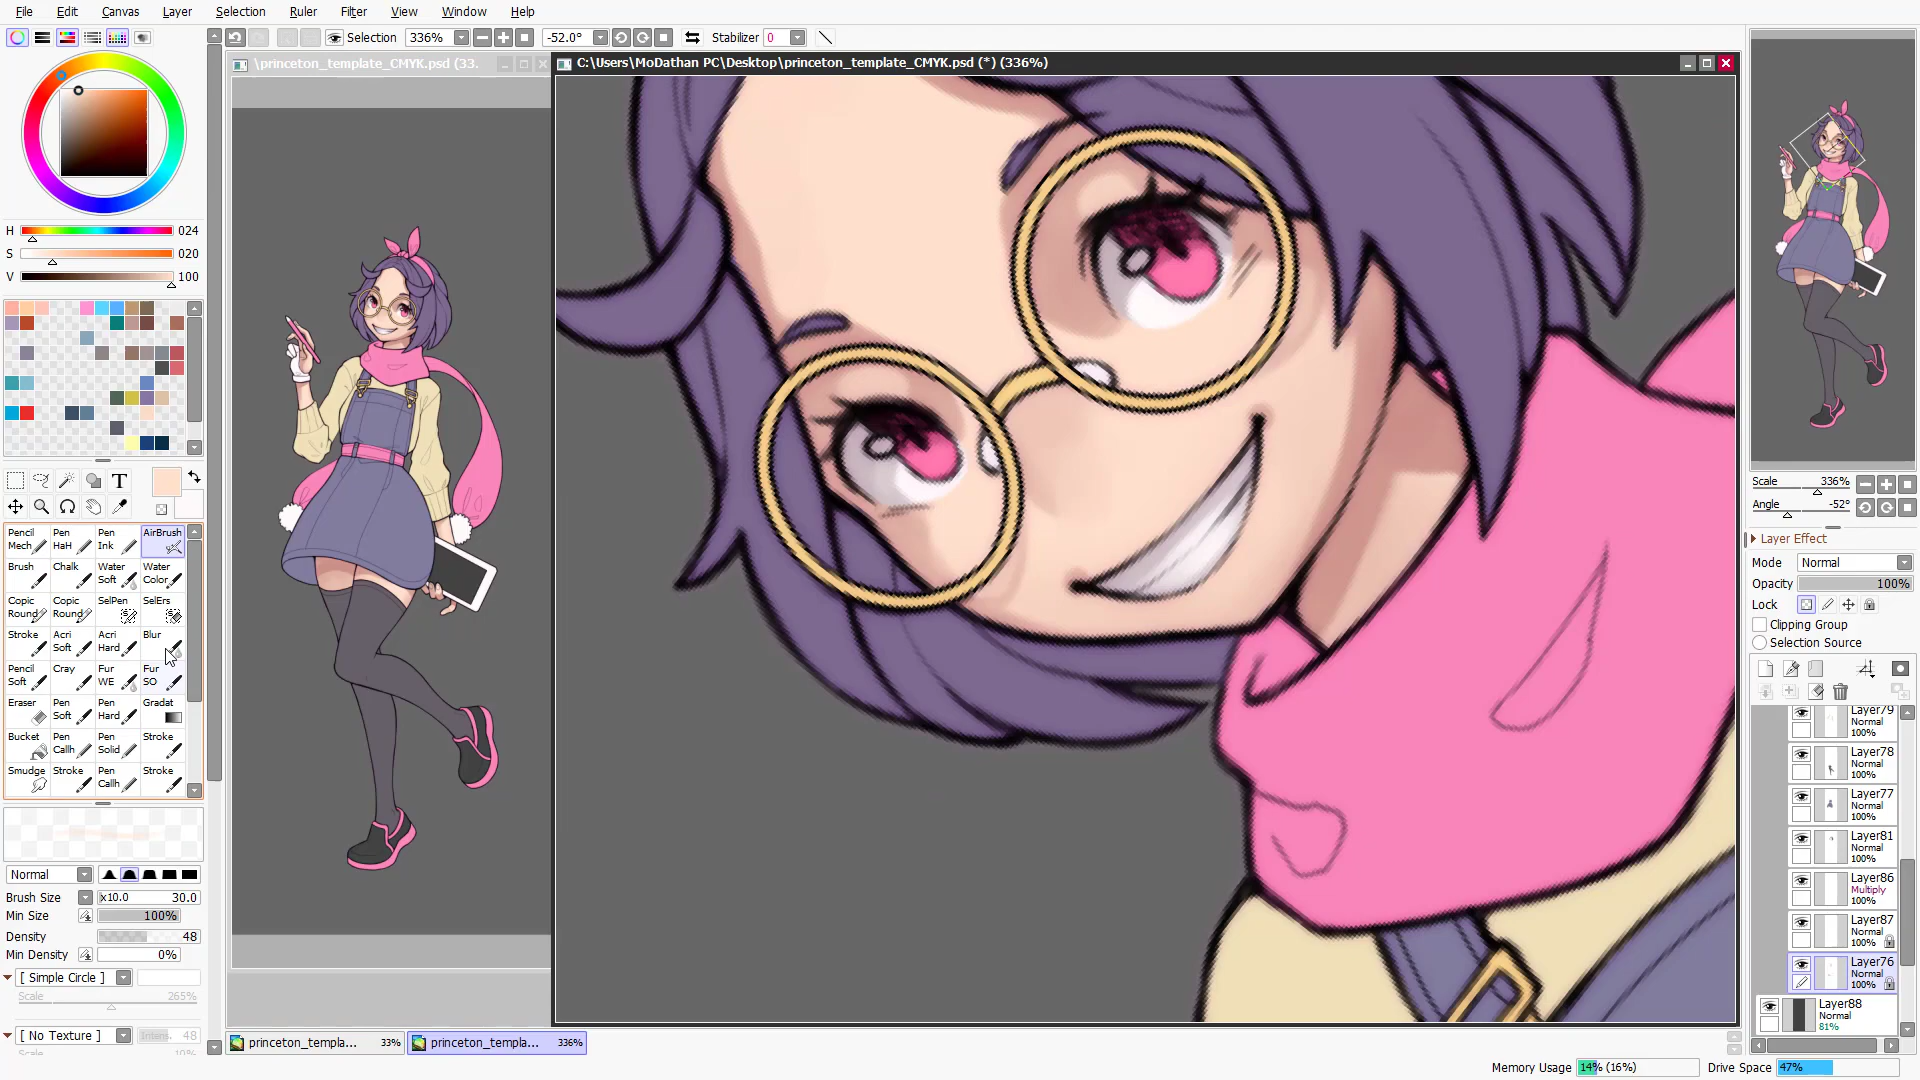 File Edit Canvas Layer Selection Ruler Filter View Window Help
Selection 336% -52.0° Stabilizer 0
\princeton_template_CMYK.psd (33.
C:\Users\MoDathan PC\Desktop\princeton_template_CMYK.psd (*) (336%)
H 024
S 020
V 100
T
Pencil Mech
Pen HaH
Pen Ink
AirBrush
Brush
Chalk
Water Soft
Water Color
Copic Round
Copic Round
SelPen
SelErs
Stroke
Acri Soft
Acri Hard
Blur
Pencil Soft
Cray
Fur WE
Fur SO
Eraser
Pen Soft
Pen Hard
Gradat
Bucket
Pen Callh
Pen Solid
Stroke
Smudge
Stroke
Pen Callh
Stroke
Normal
Brush Size x10.0 30.0
Min Size 100%
Density 48
Min Density 0%
[ Simple Circle ]
Scale 265%
[ No Texture ] Intens. 48
princeton_templa... 33%
princeton_templa... 336%
Scale 336%
Angle -52°
Layer Effect
Mode Normal
Opacity 100%
Lock
Clipping Group
Selection Source
Layer79
Normal
100%
Layer78
Normal
100%
Layer77
Normal
100%
Layer81
Normal
100%
Layer86
Multiply
100%
Layer87
Normal
100%
Layer76
Normal
100%
Layer88
Normal
81%
Memory Usage 14% (16%) Drive Space 47%